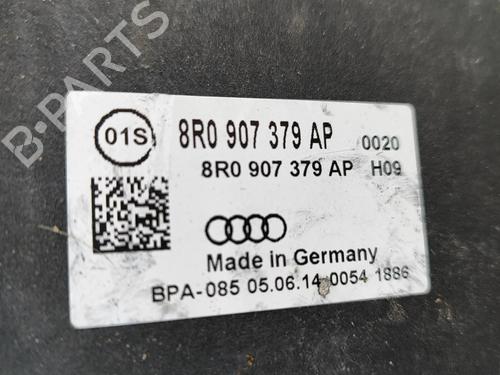 B-PARTS
01S
8R0 907 379 AP 0020
8R0 907 379 AP H09
Made in Germany
BPA-085 05.06.14 0054 1886